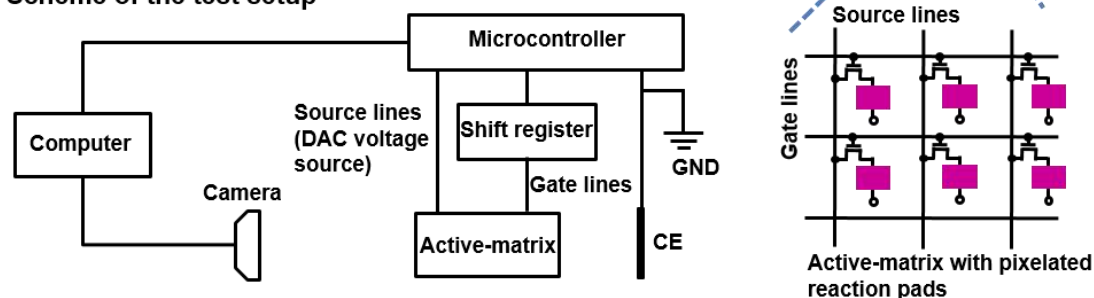 Scheme of the test setup
Microcontroller
Computer
Camera
Source lines
(DAC voltage
source)
Shift register
Gate lines
Active-matrix
GND
CE
Source lines
Gate lines
Active-matrix with pixelated
reaction pads